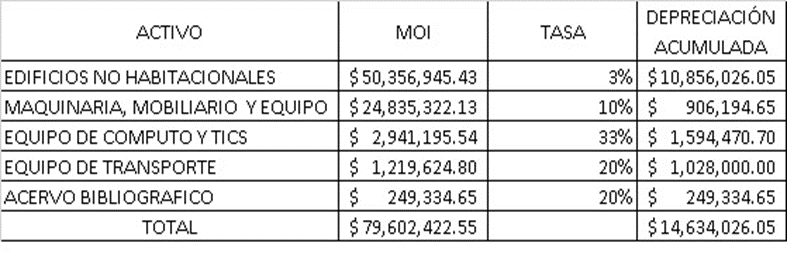 ACTIVO MOI TASA DEPRECIACIÓN ACUMULADA
EDIFICIOS NO HABITACIONALES $50,356,945.43 3% $10,856,026.05
MAQUINARIA, MOBILIARIO Y EQUIPO $24,835,322.13 10% $ 906,194.65
EQUIPO DE COMPUTO Y TICS $ 2,941,195.54 33% $ 1,594,470.70
EQUIPO DE TRANSPORTE $ 1,219,624.80 20% $ 1,028,000.00
ACERVO BIBLIOGRAFICO $ 249,334.65 20% $ 249,334.65
TOTAL $79,602,422.55 $14,634,026.05